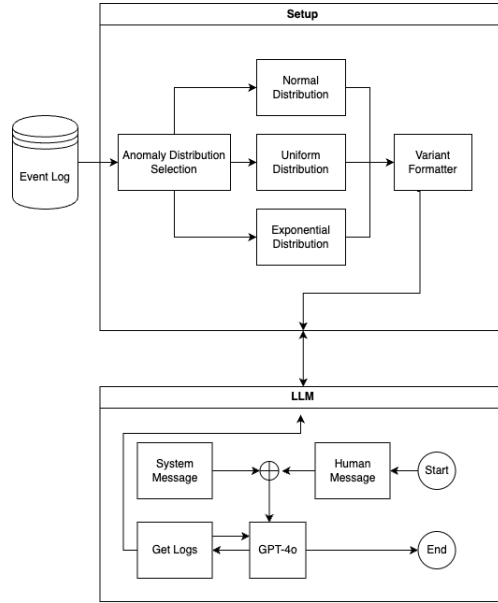 Setup
Normal
Distribution
Event Log
Anomaly Distribution
Selection
Uniform
Distribution
Variant
Formatter
Exponential
Distribution
LLM
System
Message
Human
Message
Start
Get Logs
GPT-4o
End